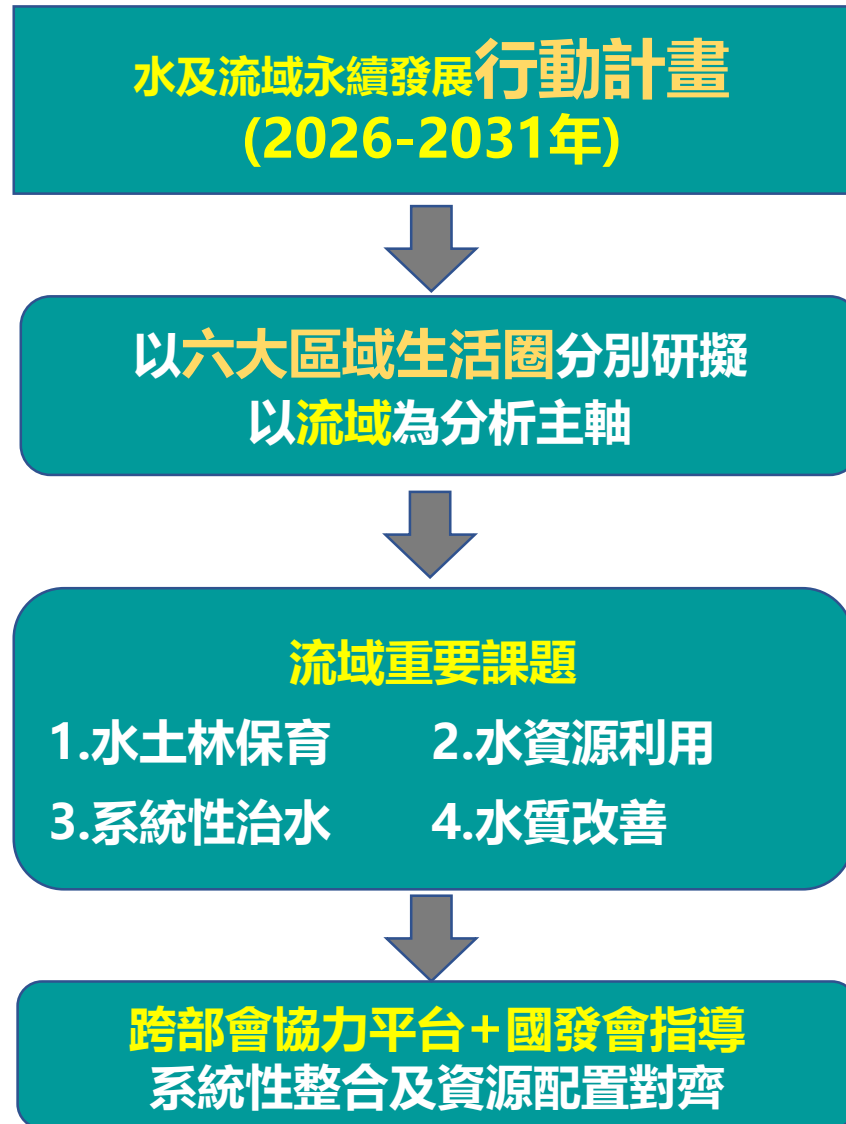 水及流域永續發展行動計畫
(2026-2031年)
以六大區域生活圈分別研擬
以流域為分析主軸
流域重要課題
1.水土林保育 2.水資源利用
3.系統性治水 4.水質改善
跨部會協力平台+國發會指導
系統性整合及資源配置對齊